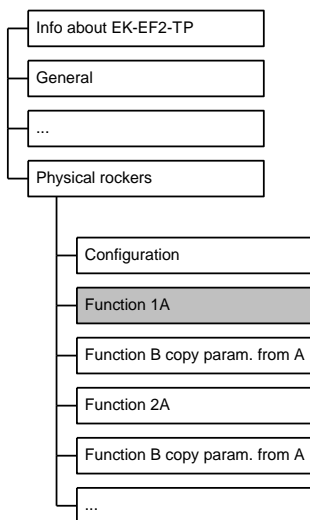 Info about EK-EF2-TP
General
...
Physical rockers
Configuration
Function 1A
Function B copy param. from A
Function 2A
Function B copy param. from A
...